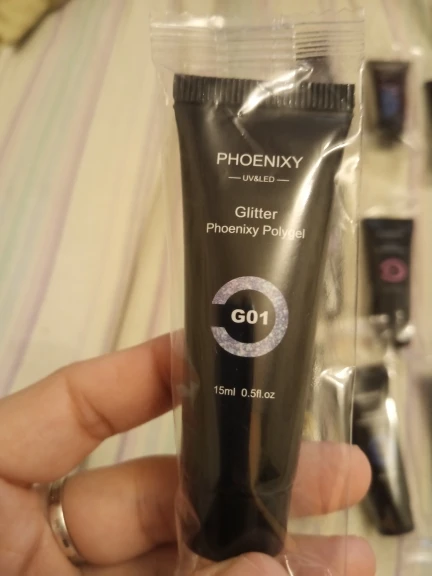 PHOENIXY
UV&LED
Glitter
Phoenixy Polygel
G01
15ml 0.5fl.oz